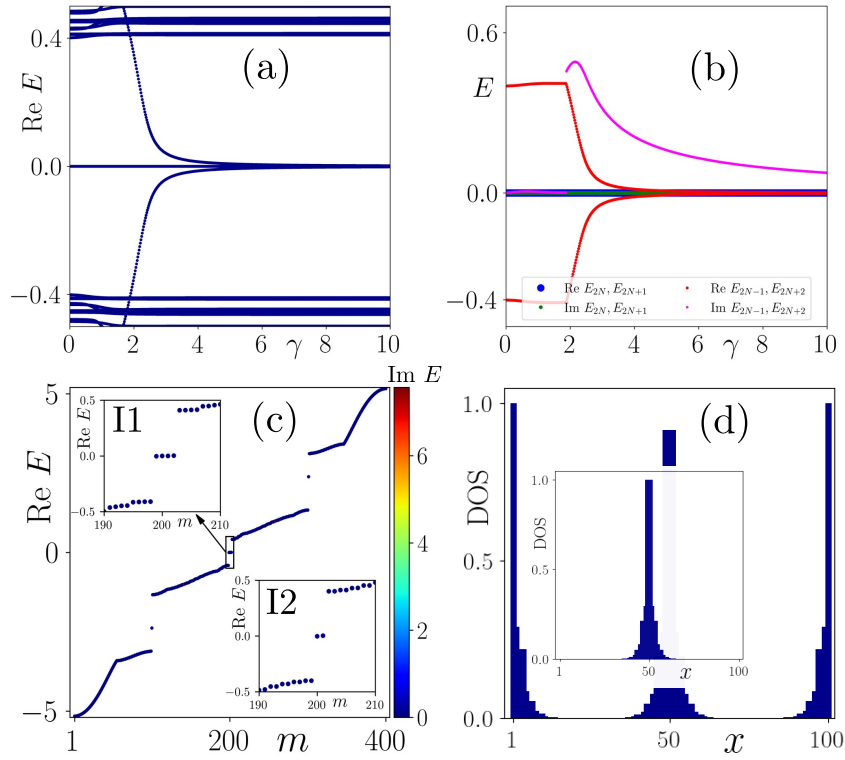 0.4
0.0
−0.4
Re E
(a)
0 2 4 6 γ 8 10
0.6
E
0.0
−0.4
(b)
Re E2N, E2N+1
Im E2N, E2N+1
Re E2N−1, E2N+2
Im E2N−1, E2N+2
0 2 4 6 γ 8 10
5
0
−5
Re E
(c)
I1
0.5
0.0
−0.5
Re E
190 200 m 210
I2
0.5
0.0
−0.5
Re E
190 200 m 210
1 200 m 400
Im E
6
4
2
0
1.0
0.5
0.0
DOS
(d)
1.0
0.5
0.0
DOS
1 50 x 100
1 50 x 100